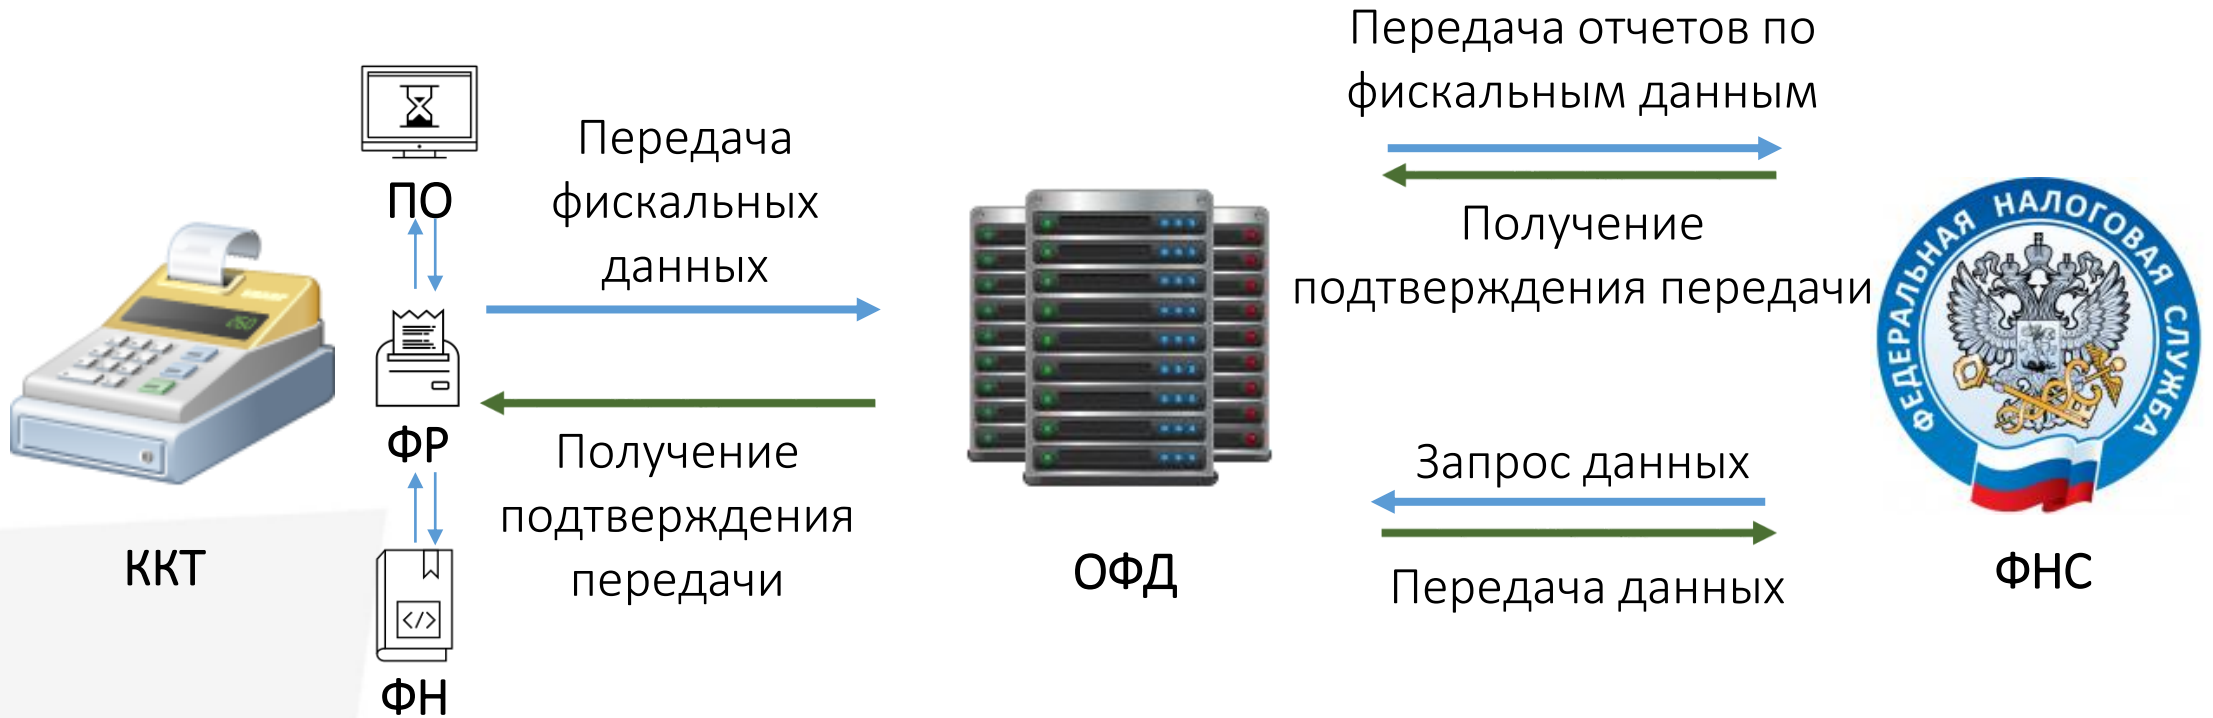 Передача отчетов по
фискальным данным
Передача
фискальных
данных
ПО
Получение
подтверждения передачи
ФЕДЕРАЛЬНАЯ НАЛОГОВАЯ СЛУЖБА
260
ФР
Получение
подтверждения
передачи
Запрос данных
Передача данных
ККТ
ОФД
ФНС
</>
ФН